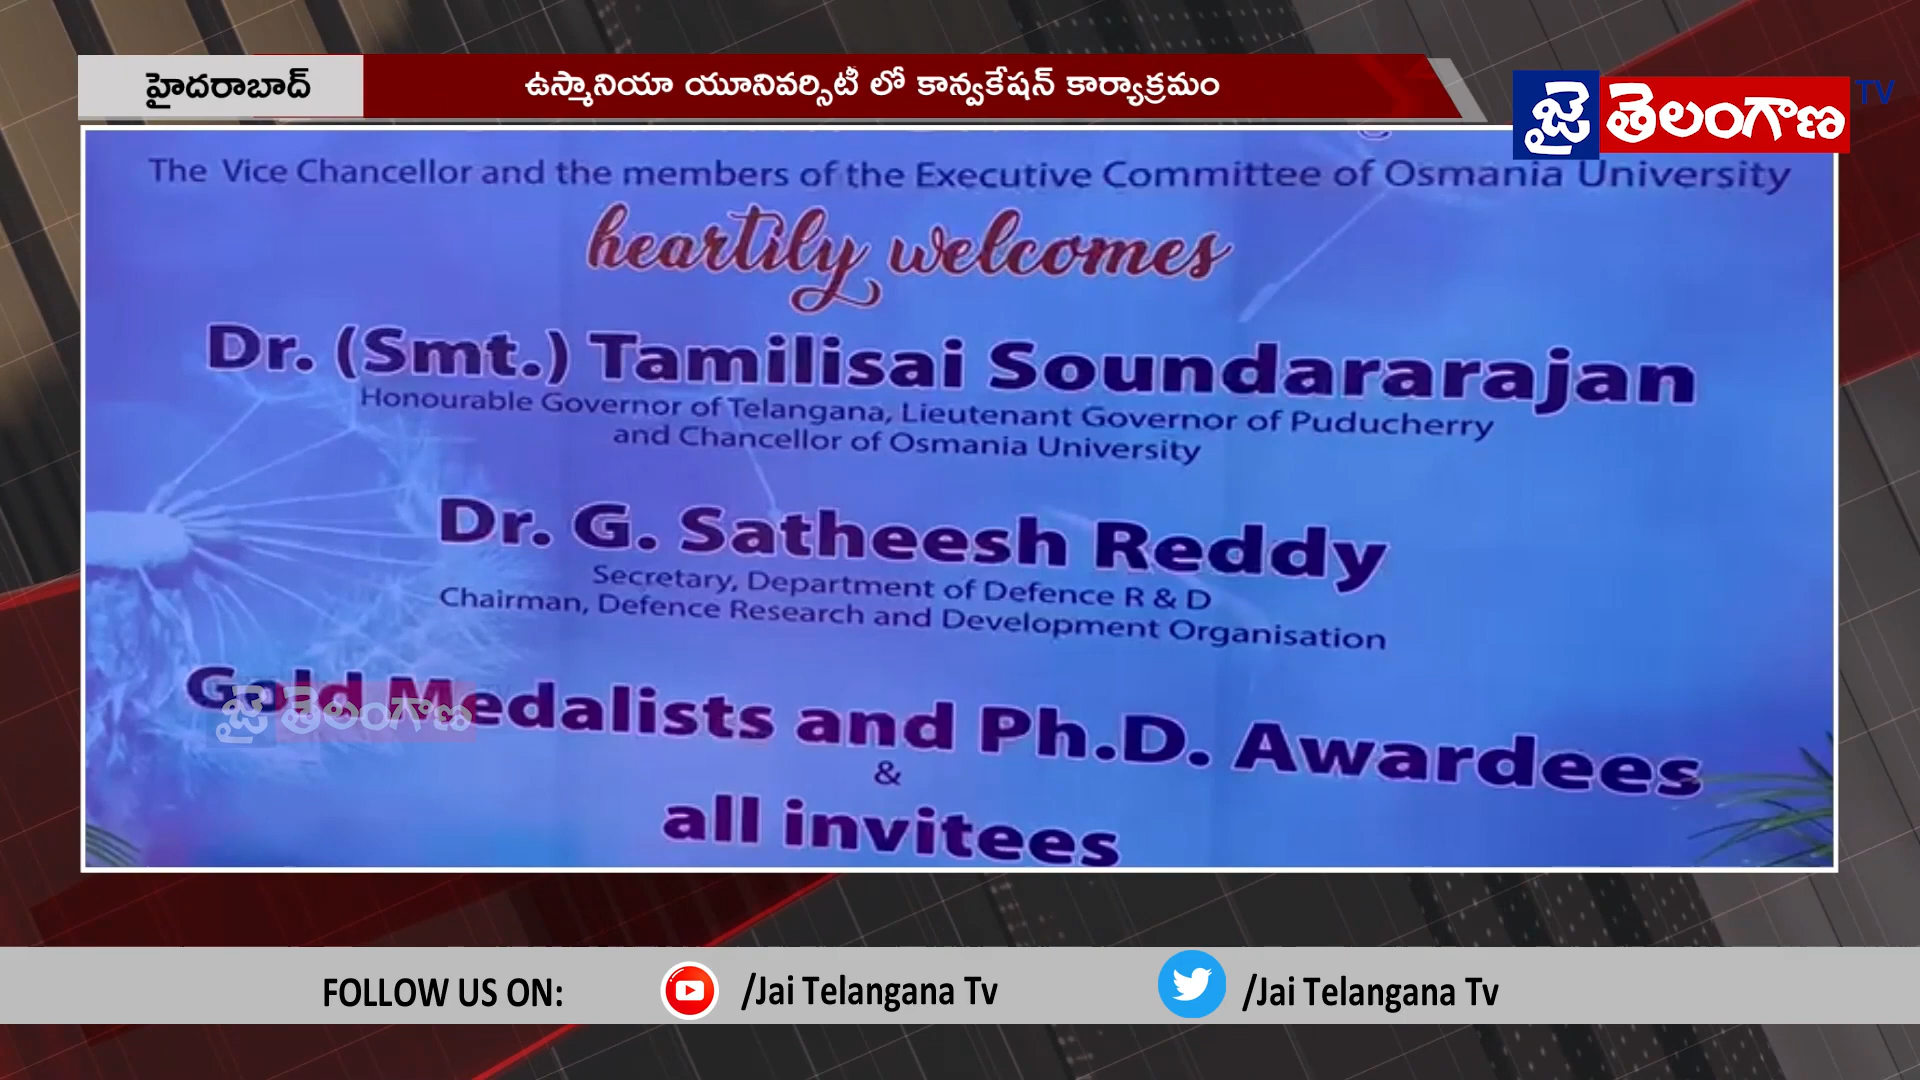 హైదరాబాద్
ఉస్మానియా యూనివర్సిటీ లో కాన్వకేషన్ కార్యాక్రమం
జై తెలంగాణ TV
The Vice Chancellor and the members of the Executive Committee of Osmania University
heartily welcomes
Dr. (Smt.) Tamilisai Soundararajan
Honourable Governor of Telangana, Lieutenant Governor of Puducherry
and Chancellor of Osmania University
Dr. G. Satheesh Reddy
Secretary, Department of Defence R & D
Chairman, Defence Research and Development Organisation
Gold Medalists and Ph.D. Awardees
జై తెలంగాణ
&
all invitees
FOLLOW US ON: /Jai Telangana Tv /Jai Telangana Tv